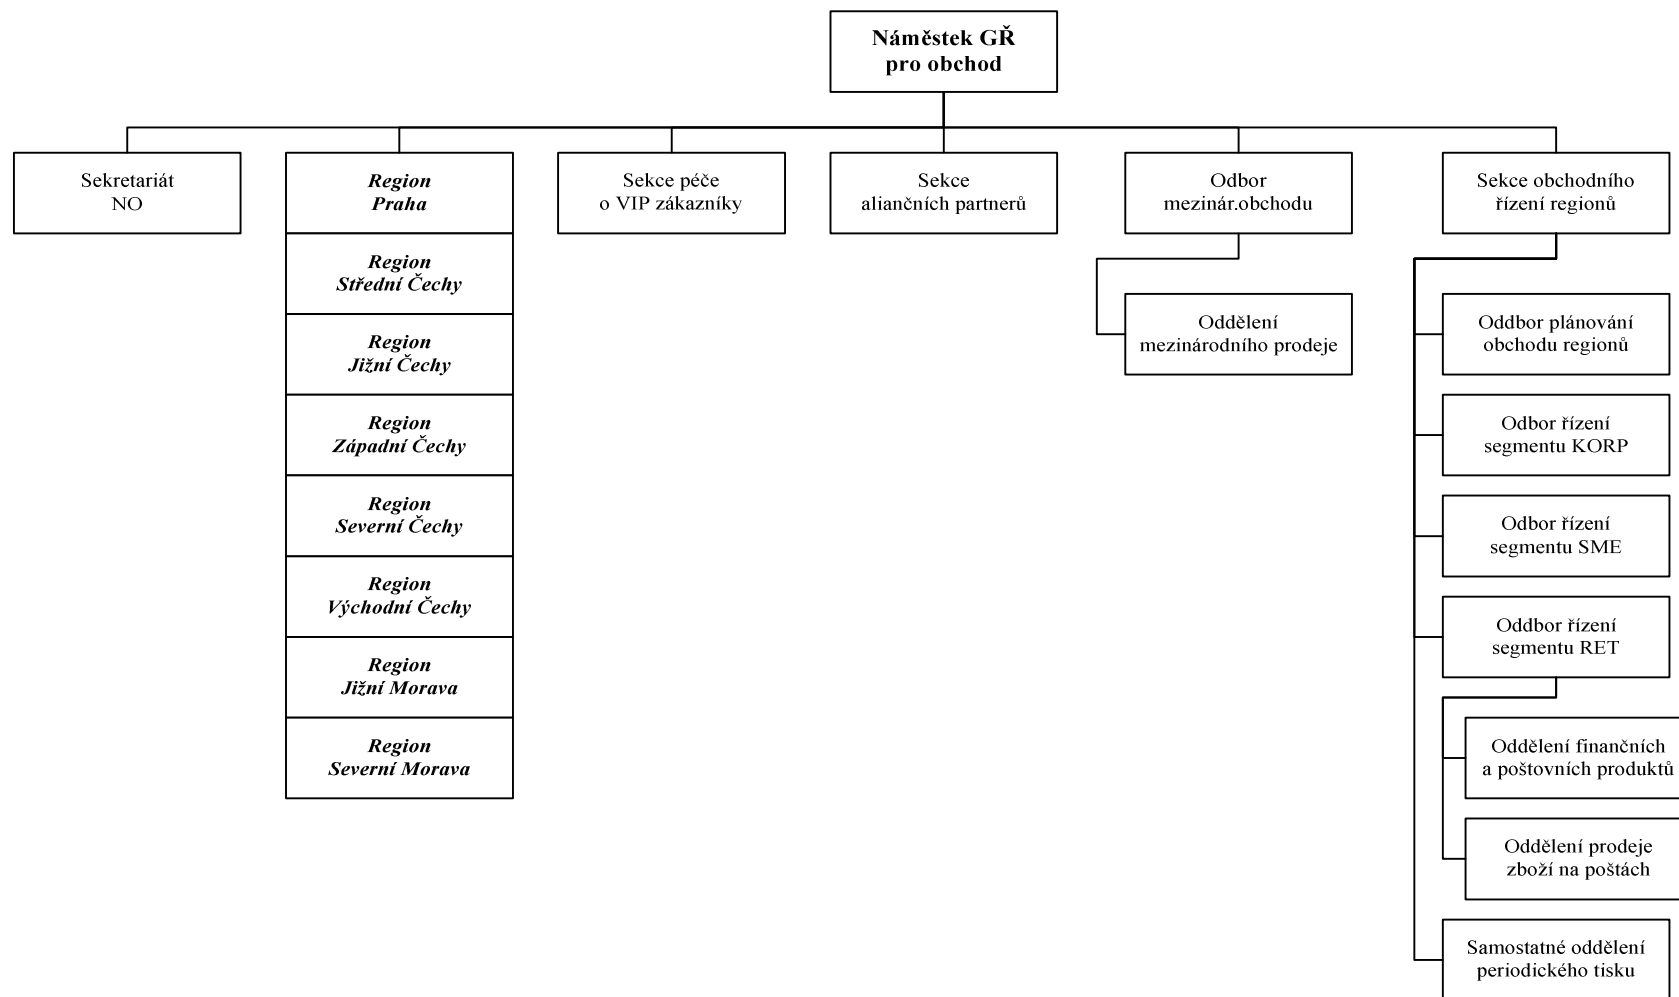 Náměstek GŘ
pro obchod
Sekretariát
NO
Region
Praha
Sekce péče
o VIP zákazníky
Sekce
aliančních partnerů
Odbor
mezinár.obchodu
Sekce obchodního
řízení regionů
Region
Střední Čechy
Region
Jižní Čechy
Region
Západní Čechy
Region
Severní Čechy
Region
Východní Čechy
Region
Jižní Morava
Region
Severní Morava
Oddělení
mezinárodního prodeje
Oddbor plánování
obchodu regionů
Odbor řízení
segmentu KORP
Odbor řízení
segmentu SME
Oddbor řízení
segmentu RET
Oddělení finančních
a poštovních produktů
Oddělení prodeje
zboží na poštách
Samostatné oddělení
periodického tisku